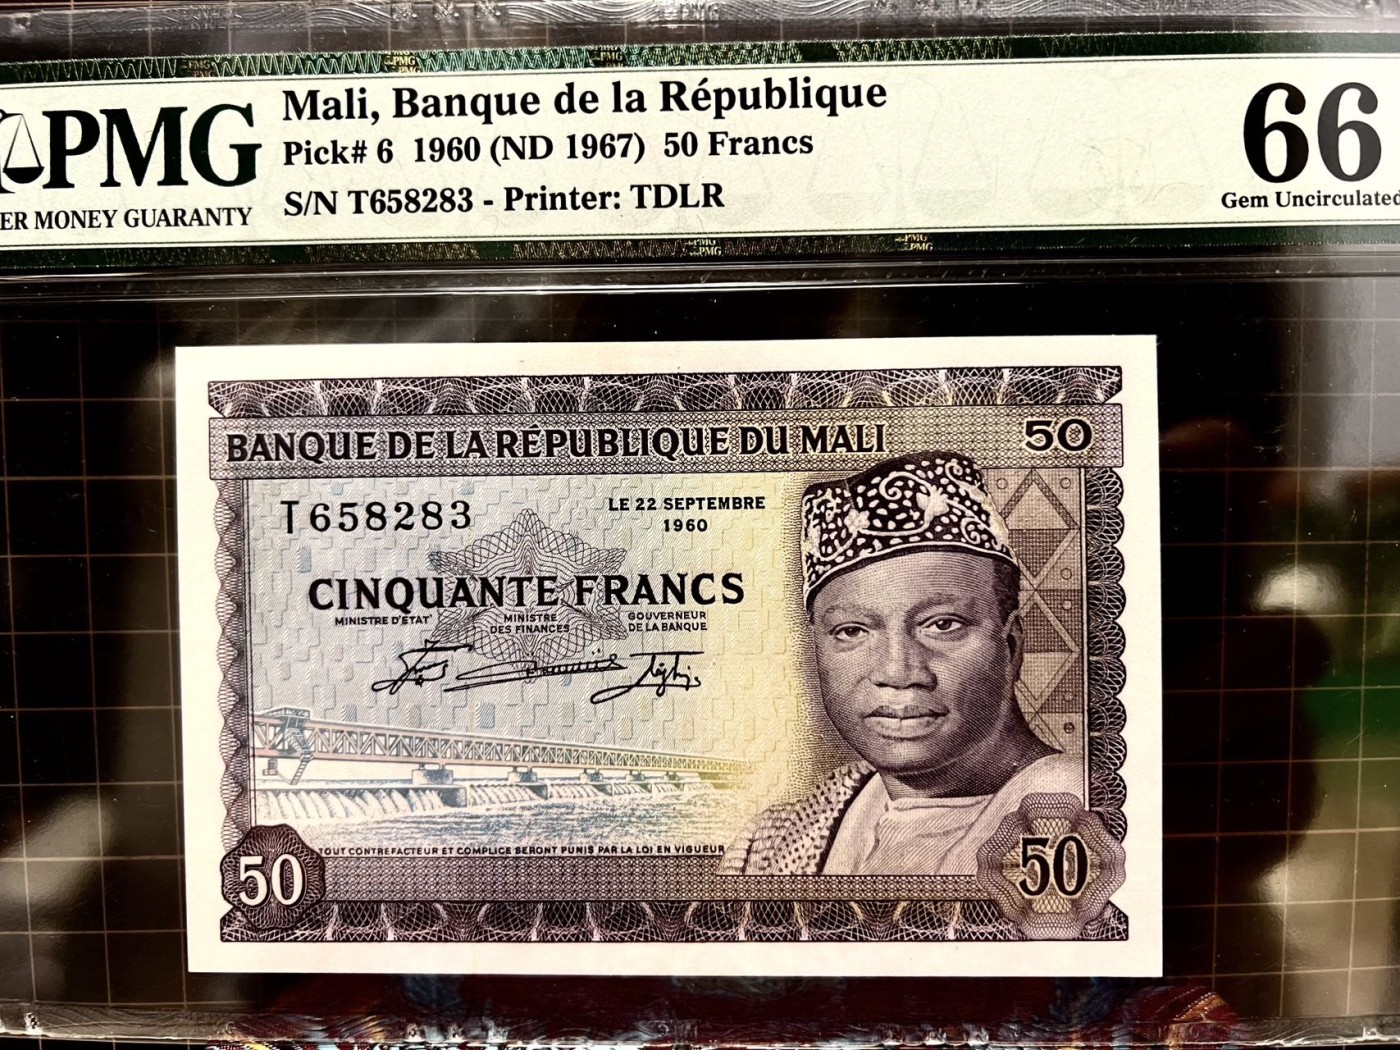 PMG
ER MONEY GUARANTY
Mali, Banque de la République
Pick# 6 1960 (ND 1967) 50 Francs
S/N T658283 - Printer: TDLR
66
Gem Uncirculated
BANQUE DE LA RÉPUBLIQUE DU MALI
50
T658283
LE 22 SEPTEMBRE
1960
CINQUANTE FRANCS
MINISTRE D'ETAT
MINISTRE
DES FINANCES
GOUVERNEUR
DE LA BANQUE
TOUT CONTREFACTEUR ET COMPLICE SERONT PUNIS PAR LA LOI EN VIGUEUR
50
50